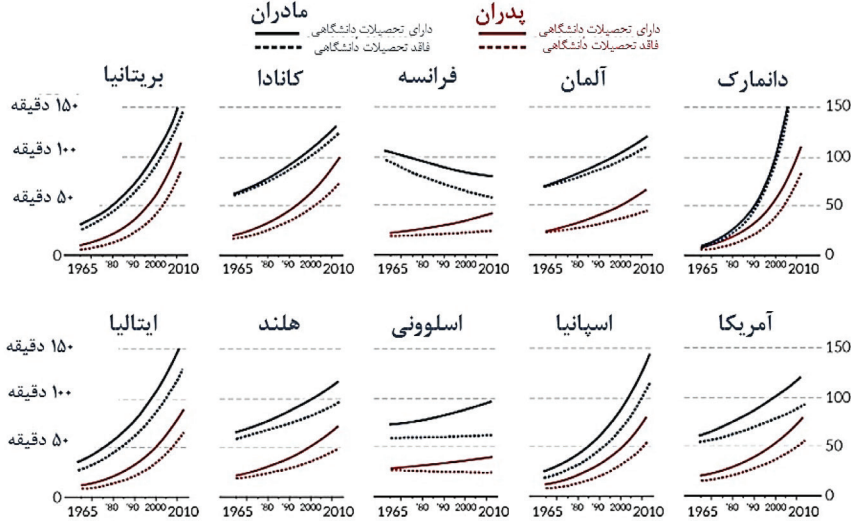 مادران
دارای تحصیلات دانشگاهی
فاقد تحصیلات دانشگاهی
پدران
دارای تحصیلات دانشگاهی
فاقد تحصیلات دانشگاهی
بریتانیا
کانادا
فرانسه
آلمان
دانمارک
۱۵۰ دقیقه
۱۰۰ دقیقه
۵۰ دقیقه
0
150
100
50
0
1965 '80 '90 2000 2010
1965 '80 '90 2000 2010
1965 '80 '90 2000 2010
1965 '80 '90 2000 2010
1965 '80 '90 2000 2010
ایتالیا
هلند
اسلوونی
اسپانیا
آمریکا
۱۵۰ دقیقه
۱۰۰ دقیقه
۵۰ دقیقه
0
150
100
50
0
1965 '80 '90 2000 2010
1965 '80 '90 2000 2010
1965 '80 '90 2000 2010
1965 '80 '90 2000 2010
1965 '80 '90 2000 2010